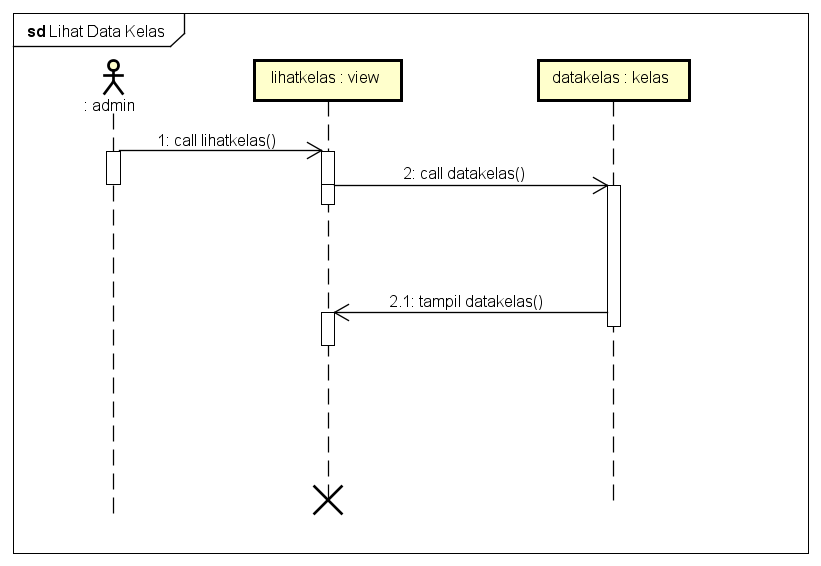 sd Lihat Data Kelas
: admin
lihatkelas : view
datakelas : kelas
1: call lihatkelas()
2: call datakelas()
2.1: tampil datakelas()